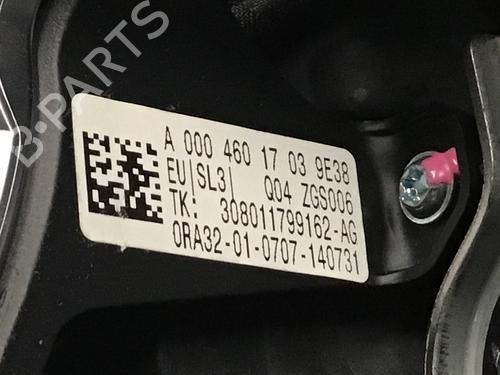 B-PARTS
A 000 460 17 03 9E38
EU|SL3| Q04 ZGS006
TK: 308011799162-AG
0RA32-01-0707-140731